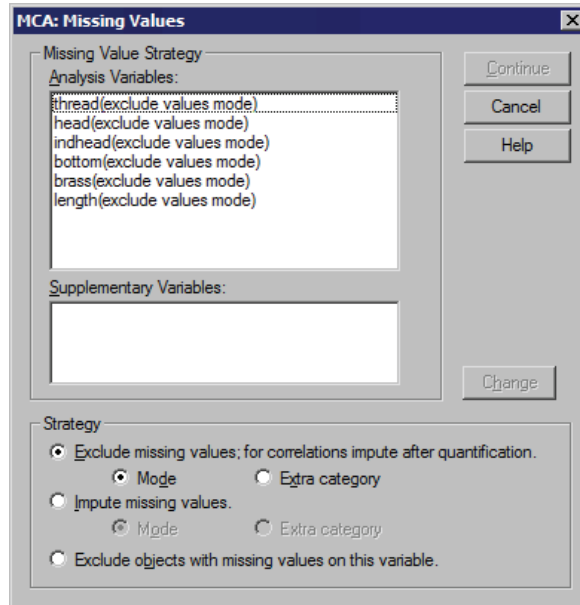 MCA: Missing Values
Missing Value Strategy
Analysis Variables:
thread(exclude values mode)
head(exclude values mode)
indhead(exclude values mode)
bottom(exclude values mode)
brass(exclude values mode)
length(exclude values mode)
Supplementary Variables:
Continue
Cancel
Help
Change
Strategy
Exclude missing values; for correlations impute after quantification.
Mode Extra category
Impute missing values.
Mode Extra category
Exclude objects with missing values on this variable.